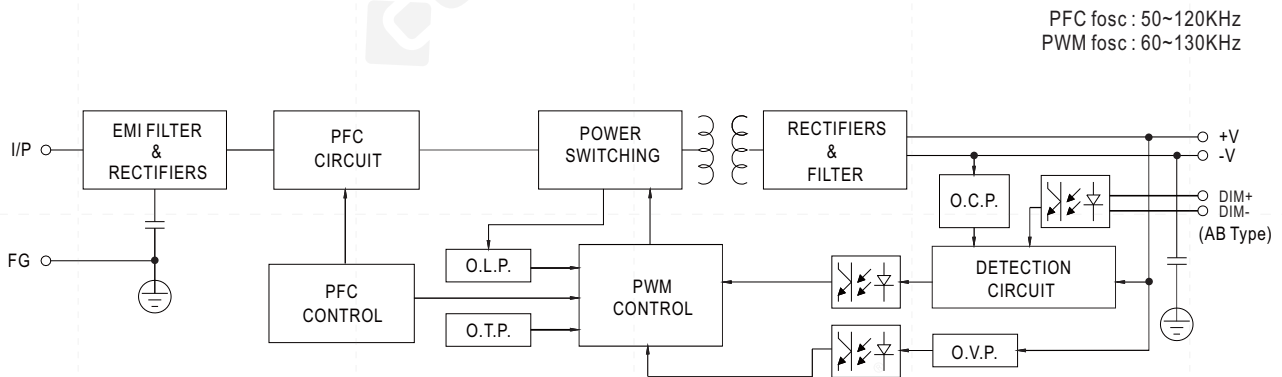 PFC fosc : 50~120KHz
PWM fosc : 60~130KHz
I/P
EMI FILTER
&
RECTIFIERS
PFC
CIRCUIT
POWER
SWITCHING
RECTIFIERS
&
FILTER
+V
-V
O.C.P.
DIM+
DIM-
(AB Type)
FG
O.L.P.
PFC
CONTROL
PWM
CONTROL
DETECTION
CIRCUIT
O.T.P.
O.V.P.